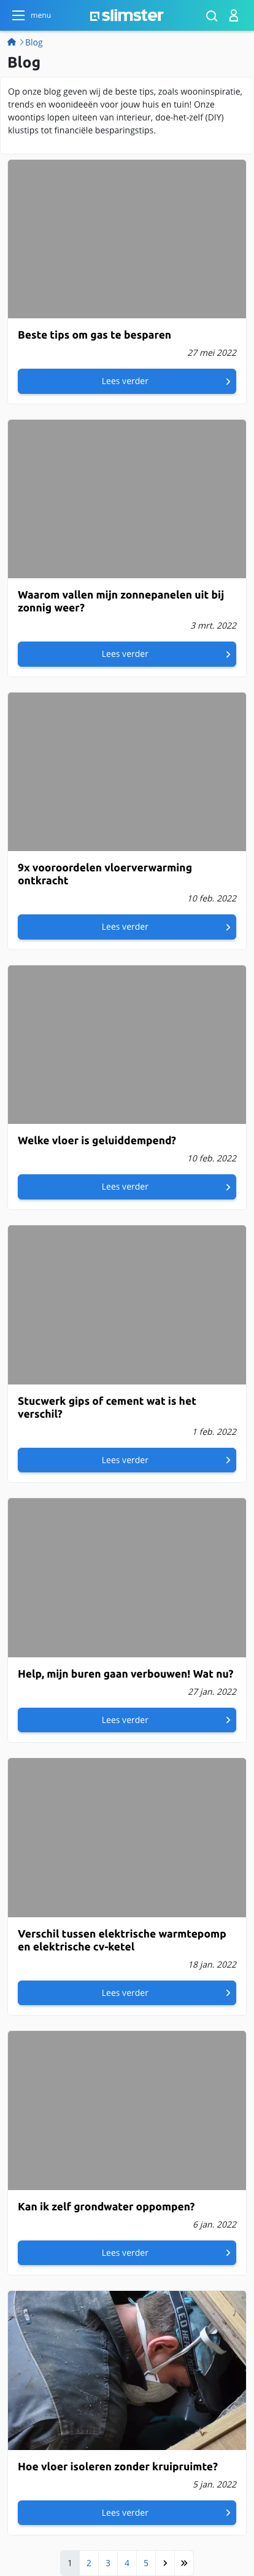 menu
slimster
Blog
Blog
Op onze blog geven wij de beste tips, zoals wooninspiratie,
trends en woonideeën voor jouw huis en tuin! Onze
woontips lopen uiteen van interieur, doe-het-zelf (DIY)
klustips tot financiële besparingstips.
Beste tips om gas te besparen
27 mei 2022
Lees verder
Waarom vallen mijn zonnepanelen uit bij
zonnig weer?
3 mrt. 2022
Lees verder
9x vooroordelen vloerverwarming
ontkracht
10 feb. 2022
Lees verder
Welke vloer is geluiddempend?
10 feb. 2022
Lees verder
Stucwerk gips of cement wat is het
verschil?
1 feb. 2022
Lees verder
Help, mijn buren gaan verbouwen! Wat nu?
27 jan. 2022
Lees verder
Verschil tussen elektrische warmtepomp
en elektrische cv-ketel
18 jan. 2022
Lees verder
Kan ik zelf grondwater oppompen?
6 jan. 2022
Lees verder
Hoe vloer isoleren zonder kruipruimte?
5 jan. 2022
Lees verder
1 2 3 4 5 › »